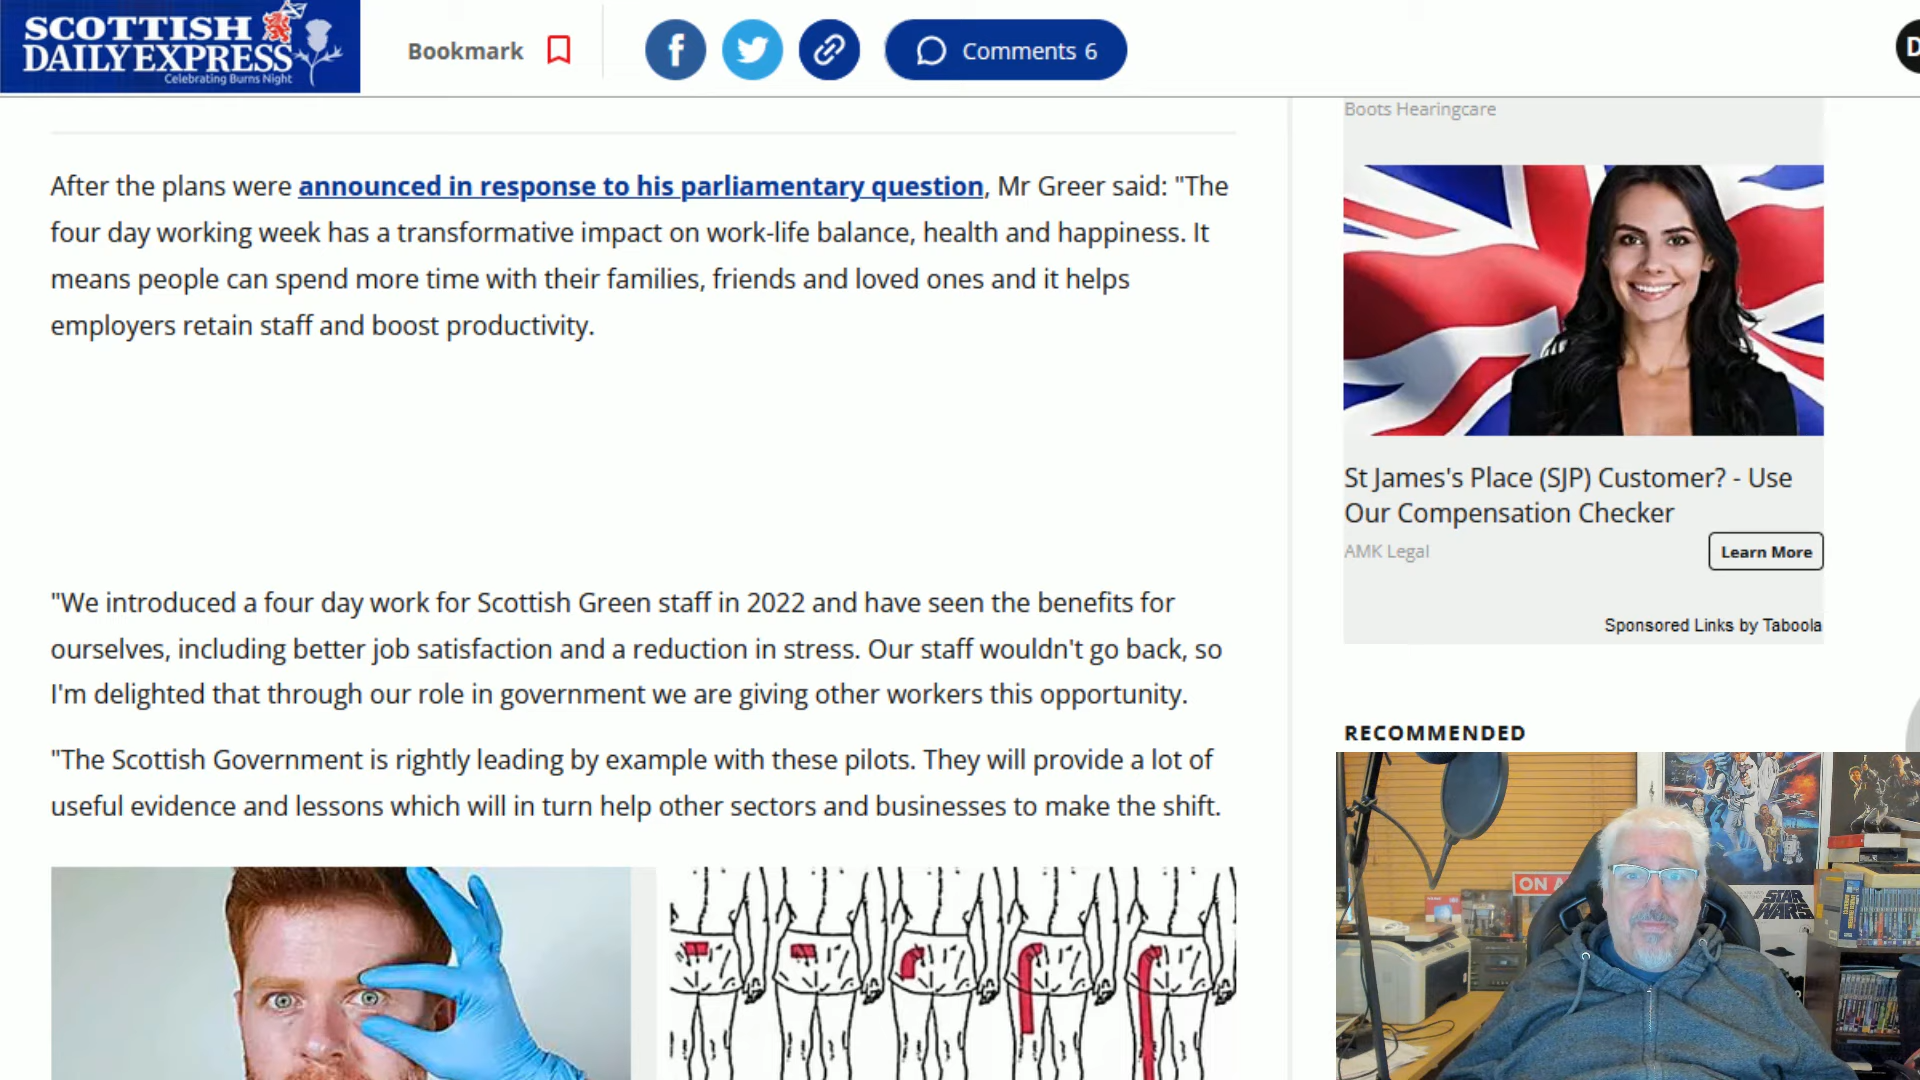 SCOTTISH
DAILY EXPRESS
Celebrating Burns Night
Bookmark
f
Comments 6
D
After the plans were announced in response to his parliamentary question, Mr Greer said: "The
four day working week has a transformative impact on work-life balance, health and happiness. It
means people can spend more time with their families, friends and loved ones and it helps
employers retain staff and boost productivity.
"We introduced a four day work for Scottish Green staff in 2022 and have seen the benefits for
ourselves, including better job satisfaction and a reduction in stress. Our staff wouldn't go back, so
I'm delighted that through our role in government we are giving other workers this opportunity.
"The Scottish Government is rightly leading by example with these pilots. They will provide a lot of
useful evidence and lessons which will in turn help other sectors and businesses to make the shift.
Boots Hearingcare
St James's Place (SJP) Customer? - Use
Our Compensation Checker
AMK Legal
Learn More
Sponsored Links by Taboola
RECOMMENDED
ON A
STAR
WARS